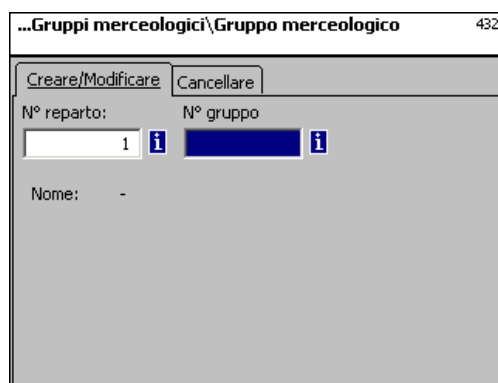 ...Gruppi merceologici\Gruppo merceologico 432
Creare/Modificare Cancellare
N° reparto: N° gruppo
1 i i
Nome: -